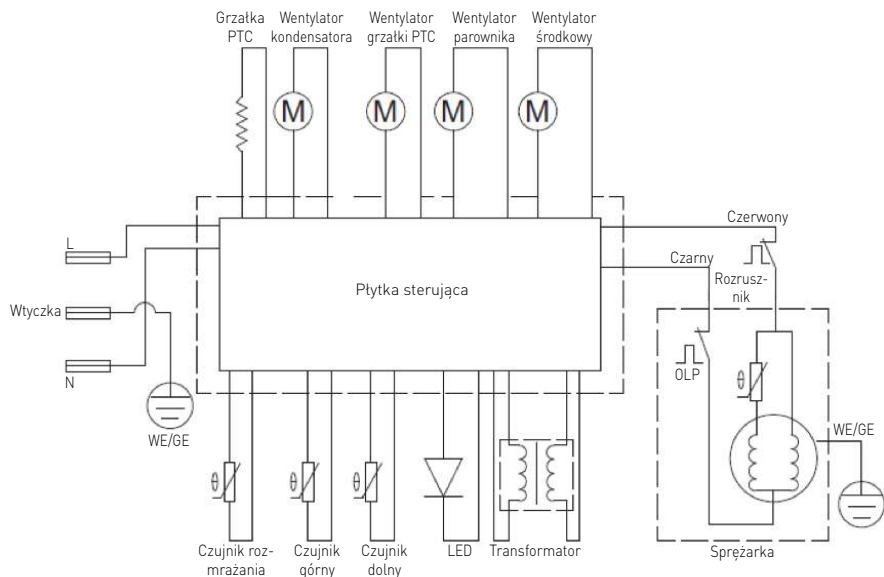 Grzałka
PTC
Wentylator
kondensatora
Wentylator
grzałki PTC
Wentylator
parownika
Wentylator
środkowy
M
M
M
M
L
Wtyczka
N
WE/GE
Płytka sterująca
Czerwony
Czarny
Rozrusz-
nik
OLP
θ
WE/GE
Sprężarka
θ
θ
θ
Czujnik roz-
mrażania
Czujnik
górny
Czujnik
dolny
LED
Transformator